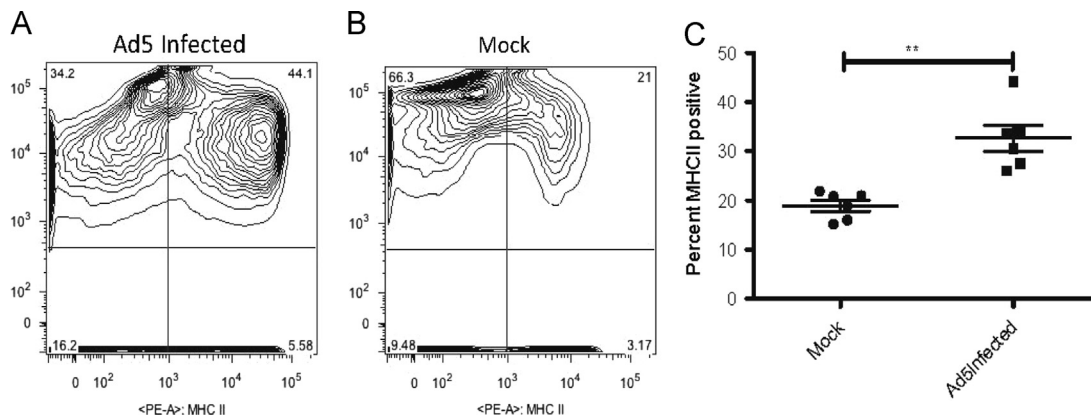 A
Ad5 Infected
34.2
44.1
10^5
10^4
10^3
10^2
0
16.2
5.58
0 10^2 10^3 10^4 10^5
<PE-A>: MHC II
B
Mock
66.3
21
10^5
10^4
10^3
10^2
0
9.48
3.17
0 10^2 10^3 10^4 10^5
<PE-A>: MHC II
C
**
Percent MHCII positive
50
40
30
20
10
0
Mock
Ad5Infected